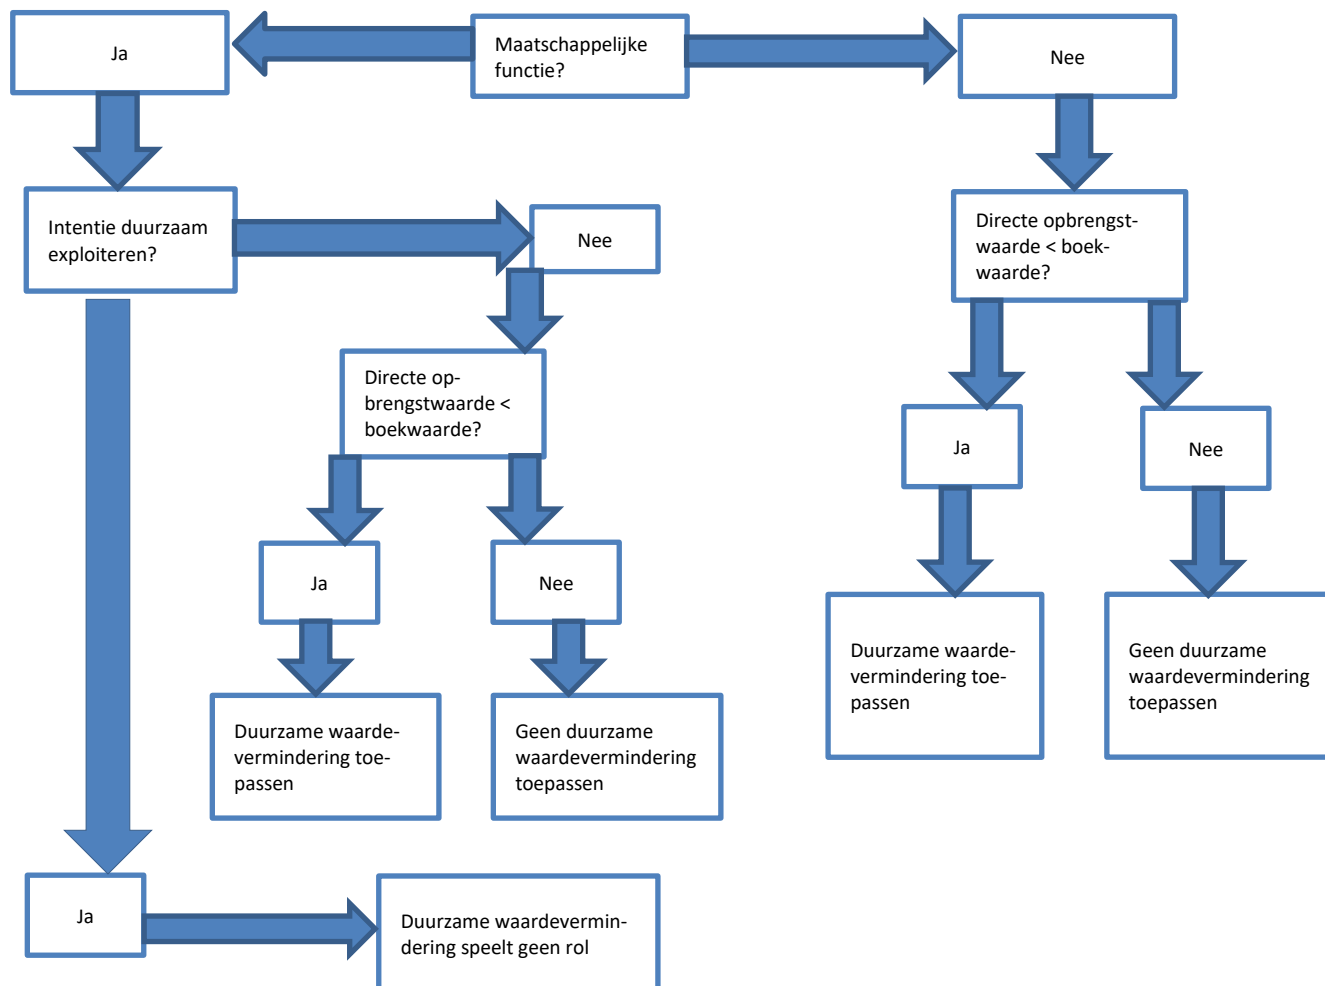 Ja
Maatschappelijke
functie?
Nee
Intentie duurzaam
exploiteren?
Nee
Directe opbrengst-
waarde < boek-
waarde?
Directe op-
brengstwaarde <
boekwaarde?
Ja
Nee
Ja
Nee
Duurzame waarde-
vermindering toe-
passen
Geen duurzame
waardevermindering
toepassen
Duurzame waarde-
vermindering toe-
passen
Geen duurzame
waardevermindering
toepassen
Ja
Duurzame waardevermin-
dering speelt geen rol